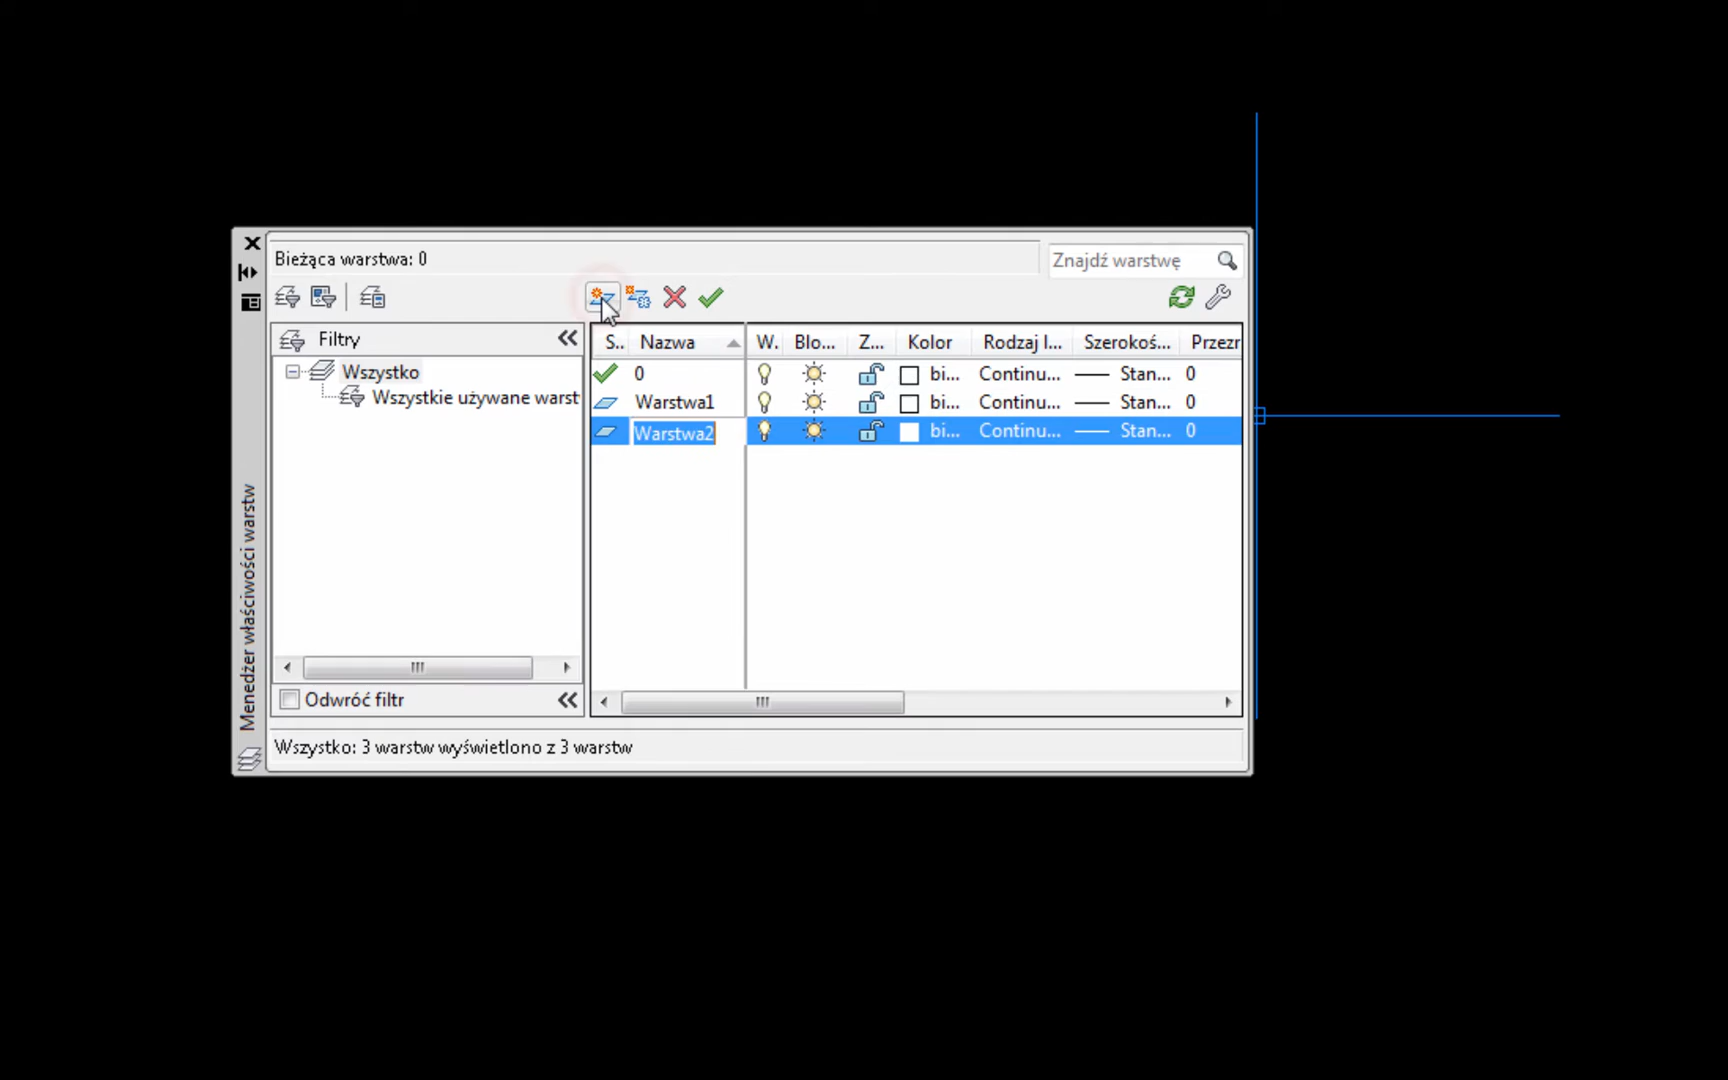 Bieżąca warstwa: 0
Znajdź warstwę
Filtry
S.. Nazwa W. Blo... Z... Kolor Rodzaj l... Szerokoś... Przezr
Wszystko
Wszystkie używane warst
0 bi... Continu... Stan... 0
Warstwa1 bi... Continu... Stan... 0
Warstwa2 bi... Continu... Stan... 0
Menedżer właściwości warstw
Odwróć filtr
Wszystko: 3 warstw wyświetlono z 3 warstw